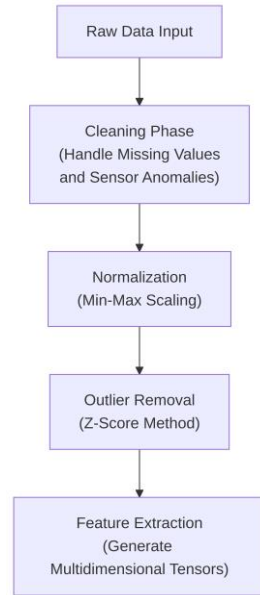 Raw Data Input
Cleaning Phase
(Handle Missing Values
and Sensor Anomalies)
Normalization
(Min-Max Scaling)
Outlier Removal
(Z-Score Method)
Feature Extraction
(Generate
Multidimensional Tensors)